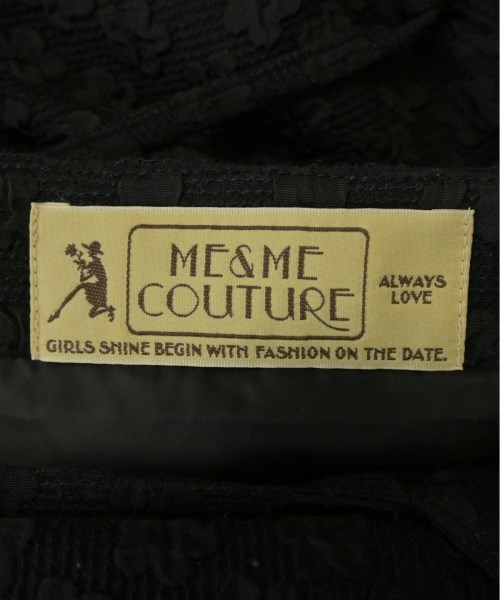 ME&ME
COUTURE
ALWAYS
LOVE
GIRLS SHINE BEGIN WITH FASHION ON THE DATE.